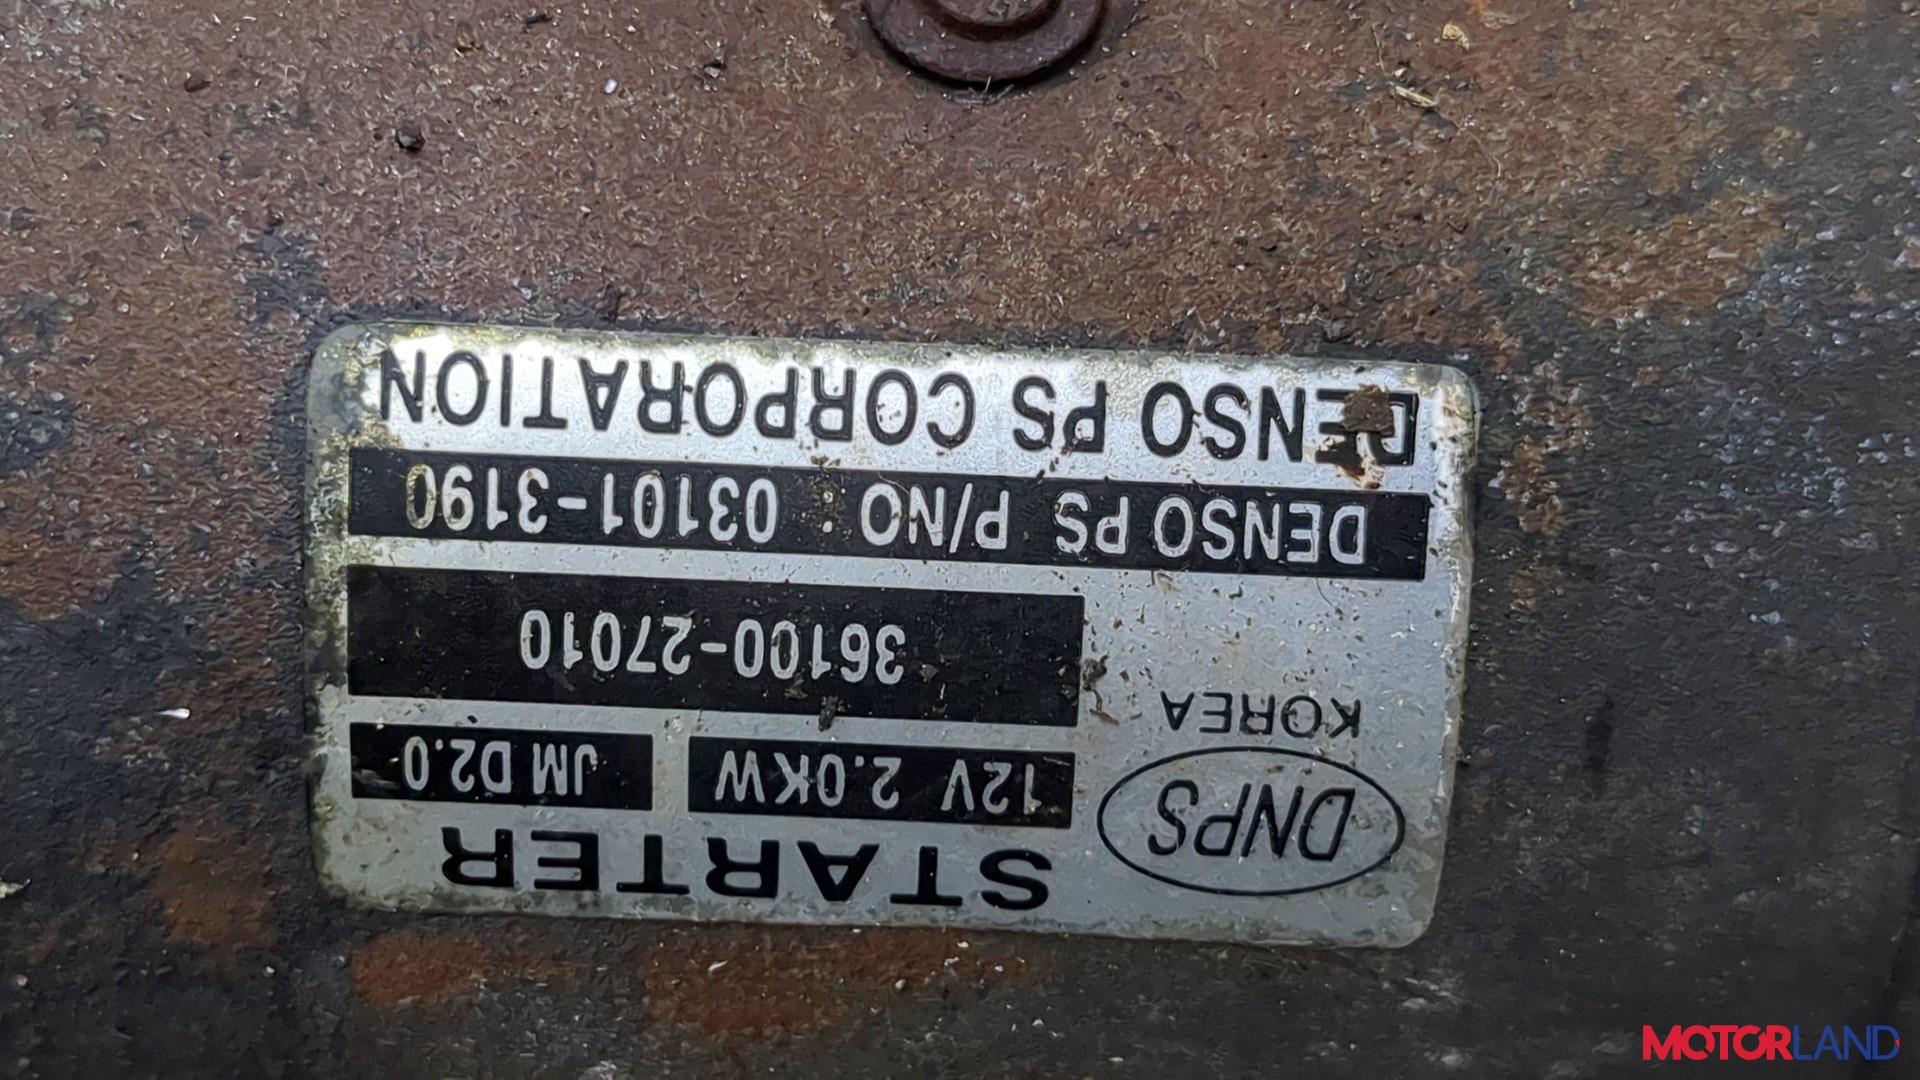 STARTER
DNPS
12V 2.0KW
JM D2.0
KOREA
36100-27010
DENSO PS P/NO · 03101-3190
DENSO PS CORPORATION
MOTORLAND